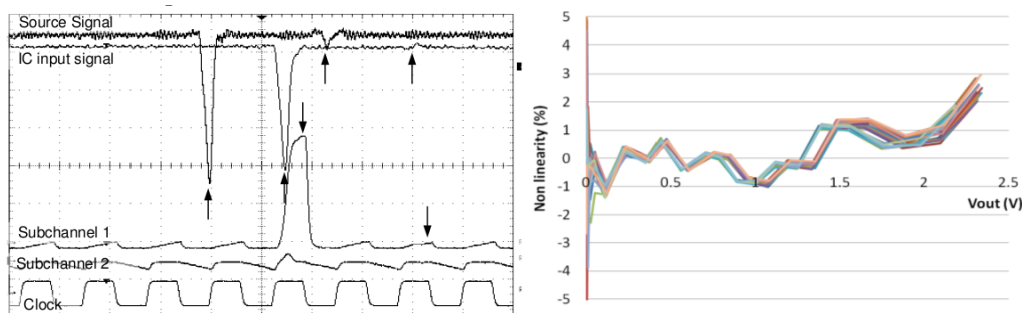 Source Signal
IC input signal
Subchannel 1
Subchannel 2
Clock
5
4
3
2
1
0
-1
-2
-3
-4
-5
0 0.5 1 1.5 2 2.5
Non linearity (%)
Vout (V)